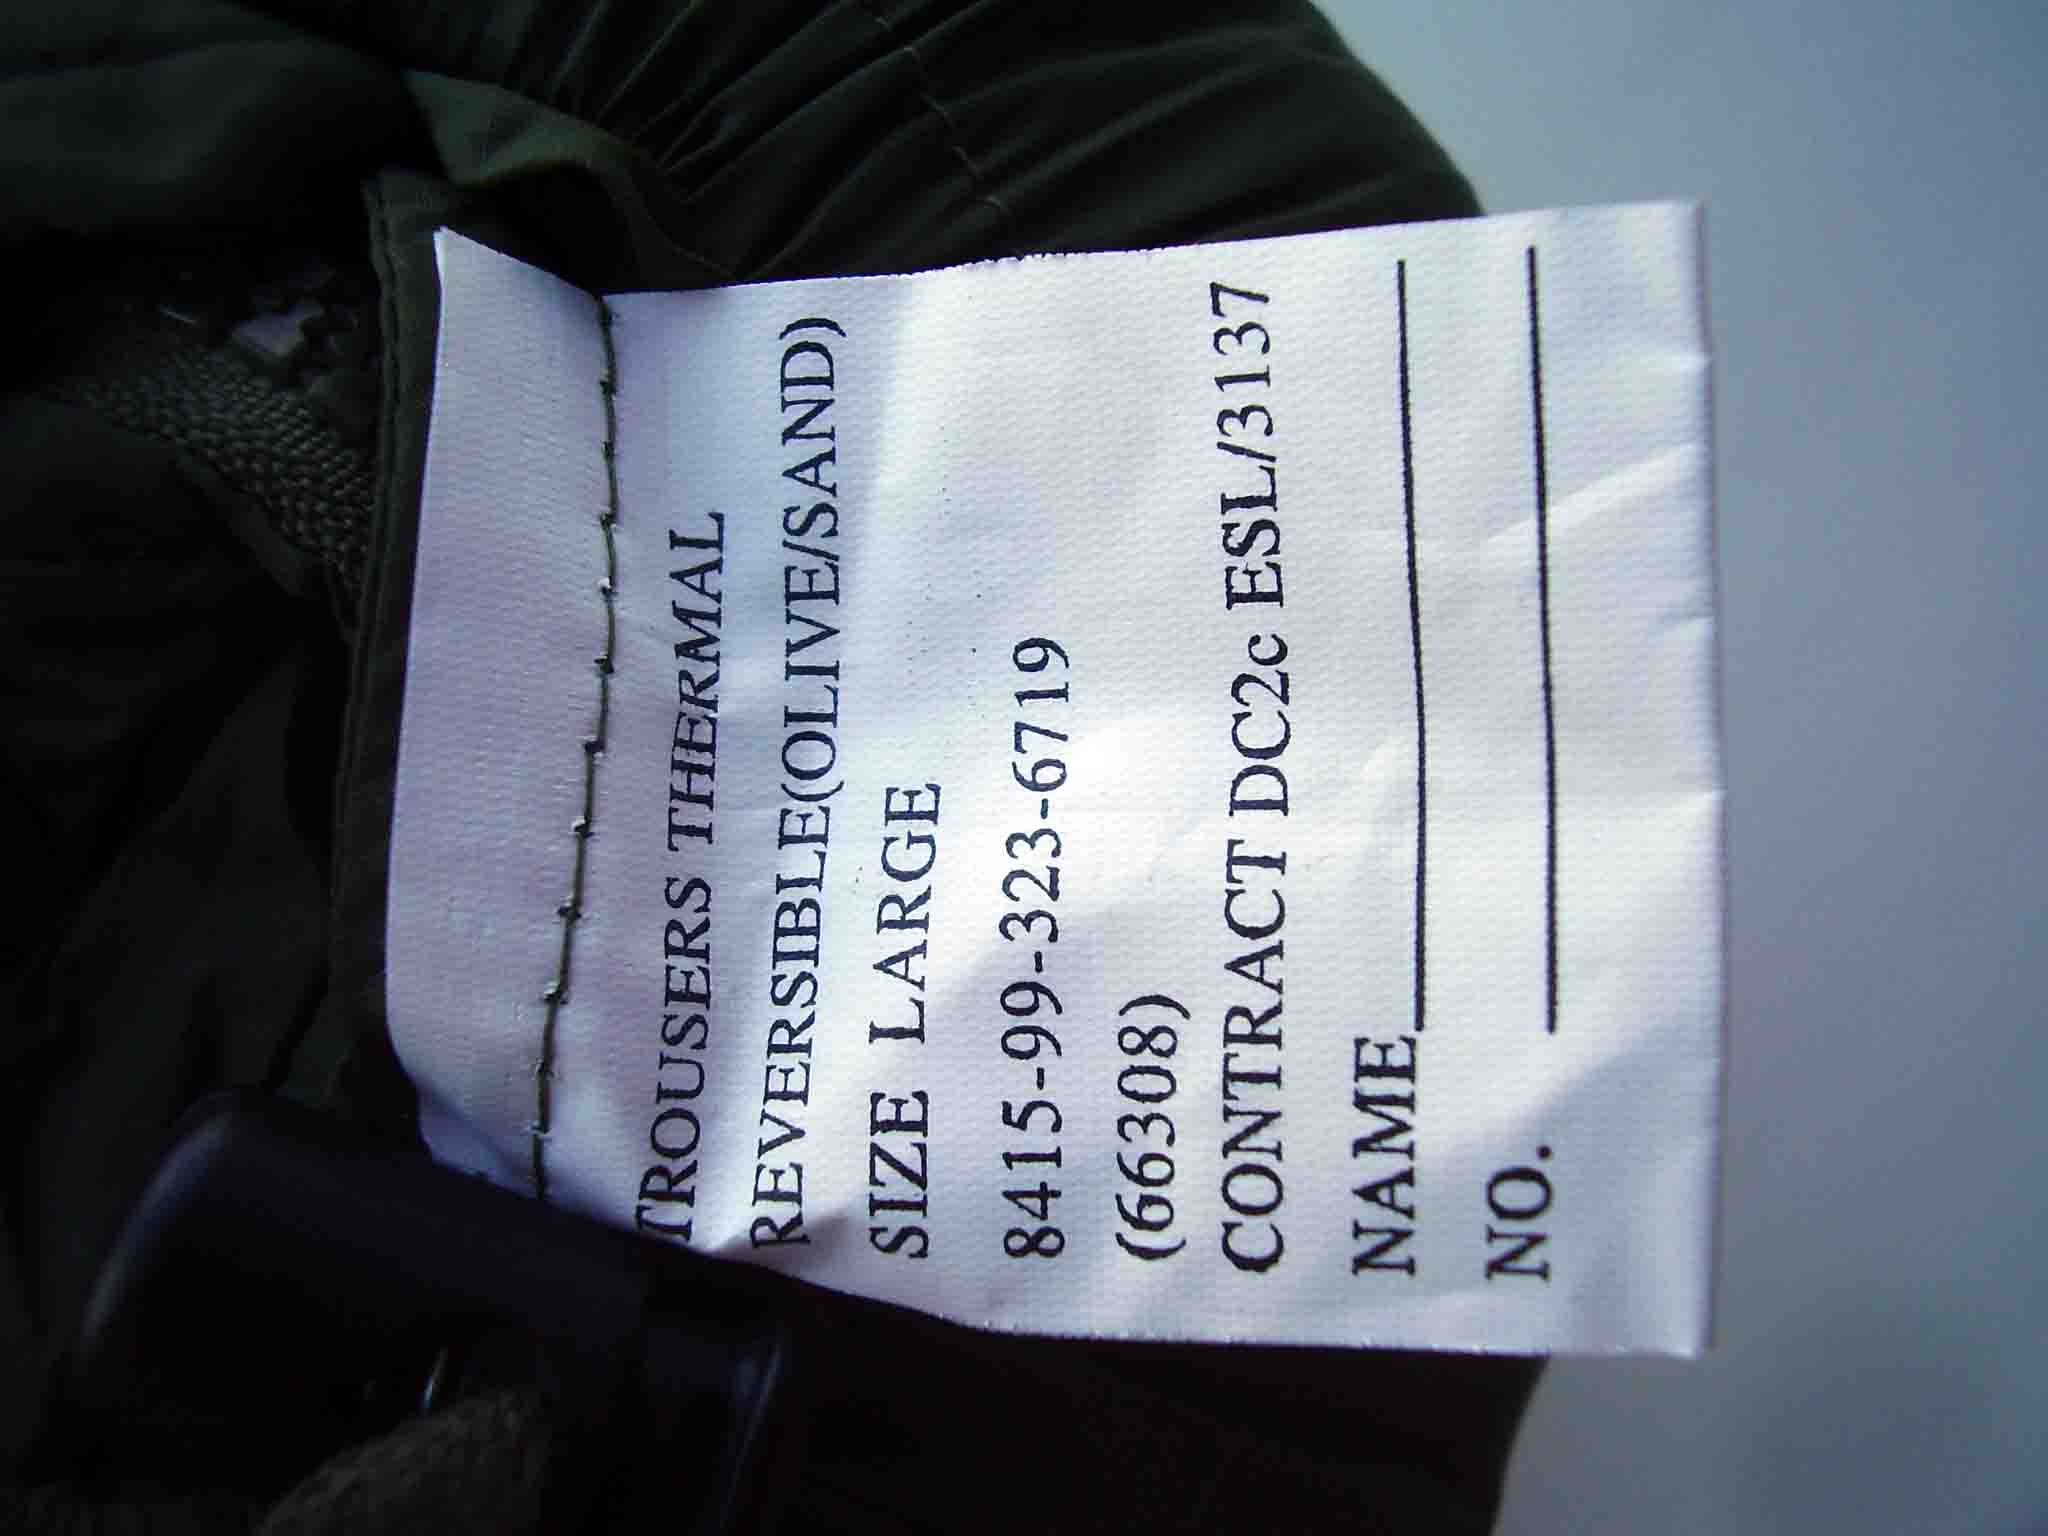 TROUSERS THERMAL
REVERSIBLE(OLIVE/SAND)
SIZE LARGE
8415-99-323-6719
(66308)
CONTRACT DC2c ESL/3137
NAME
NO.